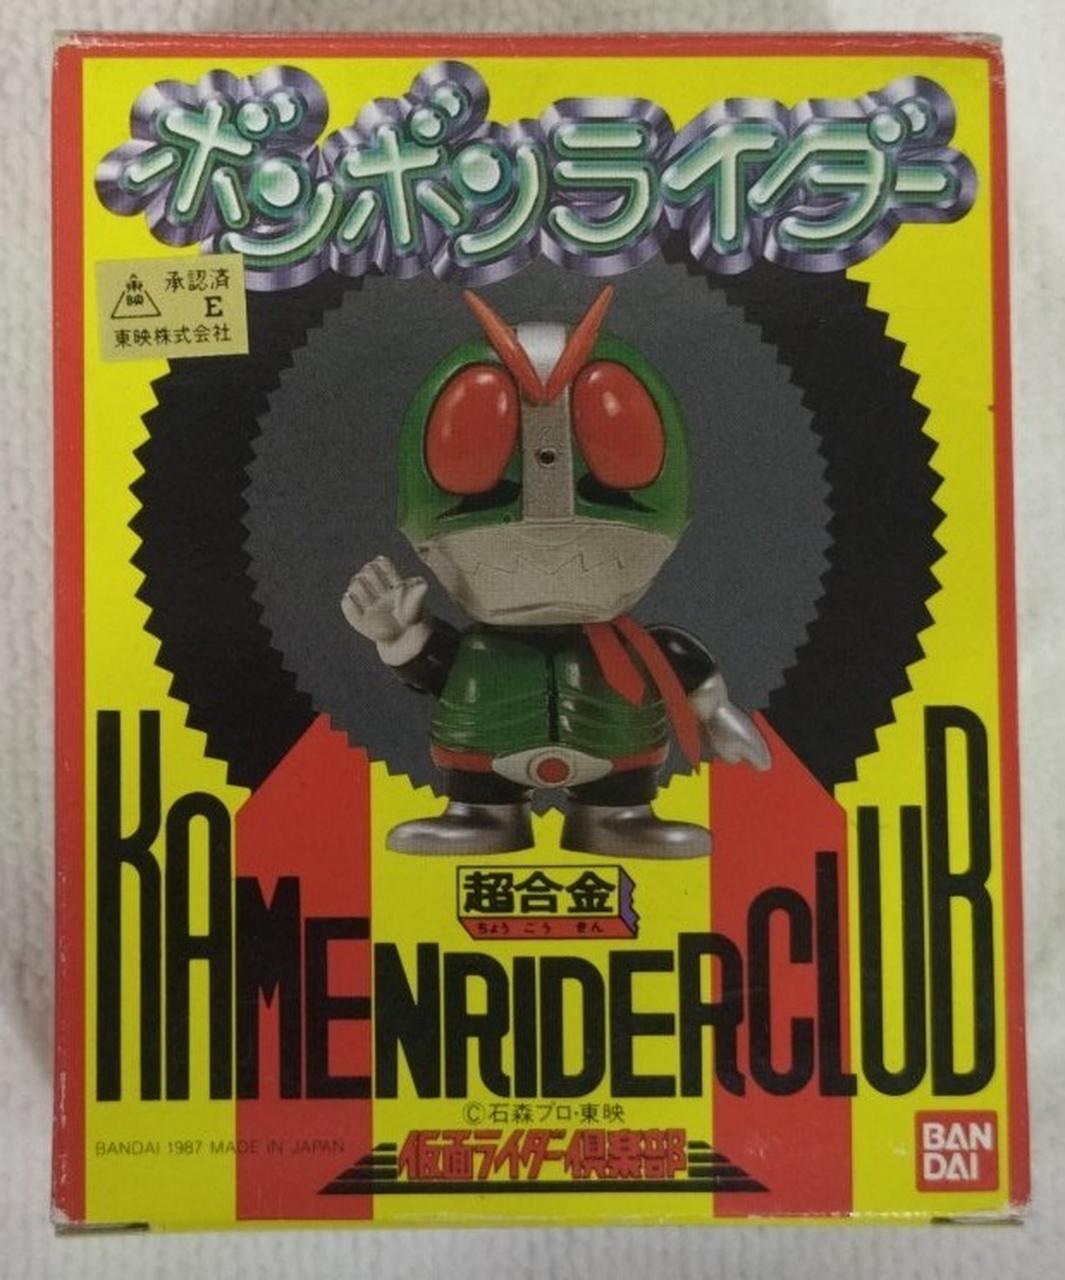 ボンボンライダー
東映
承認済
E
東映株式会社
KAMENRIDERCLUB
超合金
ちょう ごう きん
©石森プロ・東映
BANDAI 1987 MADE IN JAPAN
仮面ライダー倶楽部
BAN
DAI